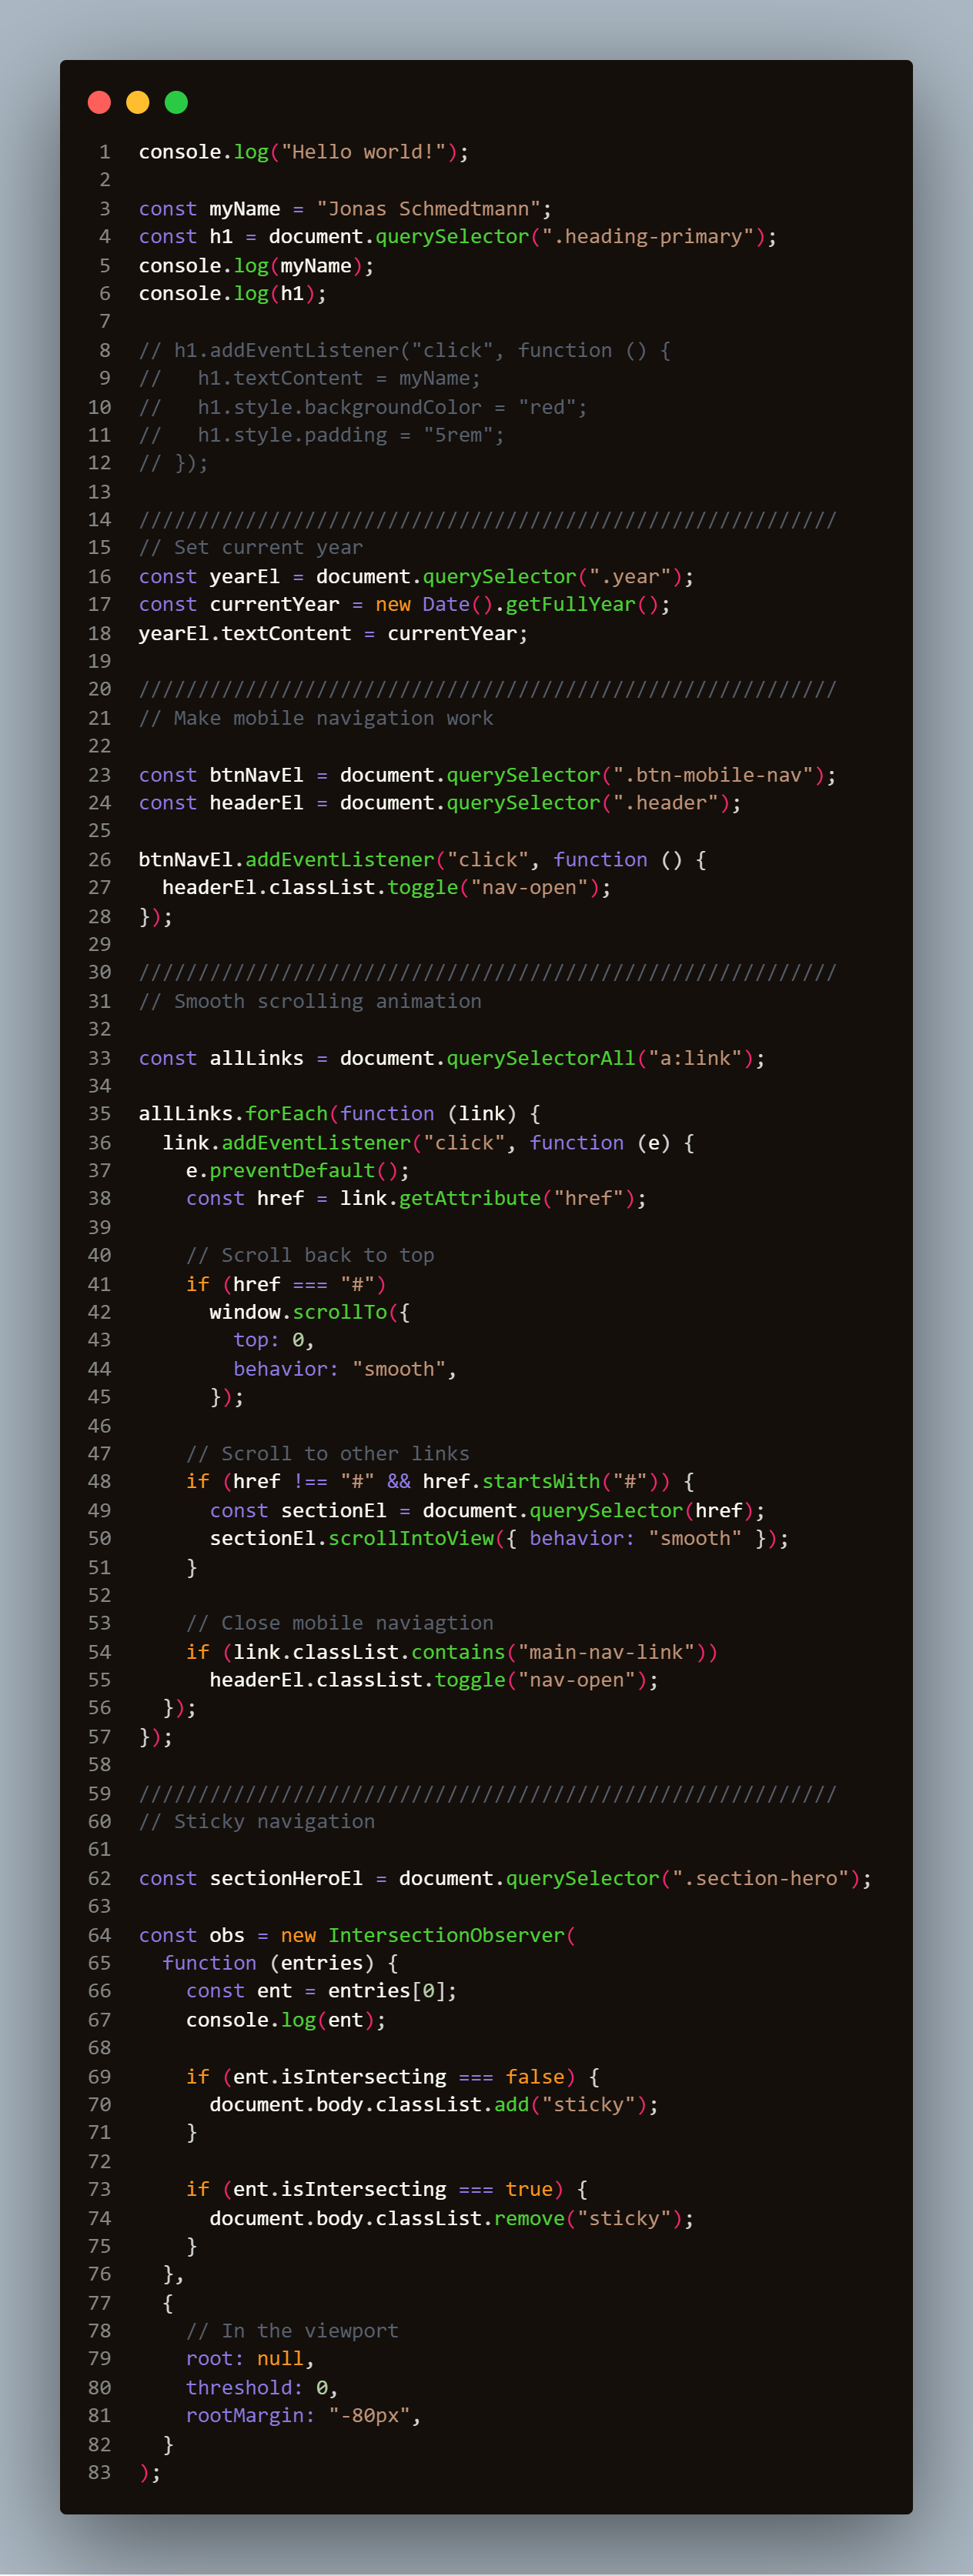 1 console.log("Hello world!");
2
3 const myName = "Jonas Schmedtmann";
4 const h1 = document.querySelector(".heading-primary");
5 console.log(myName);
6 console.log(h1);
7
8 // h1.addEventListener("click", function () {
9 //   h1.textContent = myName;
10 //   h1.style.backgroundColor = "red";
11 //   h1.style.padding = "5rem";
12 // });
13
14 ///////////////////////////////////////////////////////////
15 // Set current year
16 const yearEl = document.querySelector(".year");
17 const currentYear = new Date().getFullYear();
18 yearEl.textContent = currentYear;
19
20 ///////////////////////////////////////////////////////////
21 // Make mobile navigation work
22
23 const btnNavEl = document.querySelector(".btn-mobile-nav");
24 const headerEl = document.querySelector(".header");
25
26 btnNavEl.addEventListener("click", function () {
27   headerEl.classList.toggle("nav-open");
28 });
29
30 ///////////////////////////////////////////////////////////
31 // Smooth scrolling animation
32
33 const allLinks = document.querySelectorAll("a:link");
34
35 allLinks.forEach(function (link) {
36   link.addEventListener("click", function (e) {
37     e.preventDefault();
38     const href = link.getAttribute("href");
39
40     // Scroll back to top
41     if (href === "#")
42       window.scrollTo({
43         top: 0,
44         behavior: "smooth",
45       });
46
47     // Scroll to other links
48     if (href !== "#" && href.startsWith("#")) {
49       const sectionEl = document.querySelector(href);
50       sectionEl.scrollIntoView({ behavior: "smooth" });
51     }
52
53     // Close mobile naviagtion
54     if (link.classList.contains("main-nav-link"))
55       headerEl.classList.toggle("nav-open");
56   });
57 });
58
59 ///////////////////////////////////////////////////////////
60 // Sticky navigation
61
62 const sectionHeroEl = document.querySelector(".section-hero");
63
64 const obs = new IntersectionObserver(
65   function (entries) {
66     const ent = entries[0];
67     console.log(ent);
68
69     if (ent.isIntersecting === false) {
70       document.body.classList.add("sticky");
71     }
72
73     if (ent.isIntersecting === true) {
74       document.body.classList.remove("sticky");
75     }
76   },
77   {
78     // In the viewport
79     root: null,
80     threshold: 0,
81     rootMargin: "-80px",
82   }
83 );